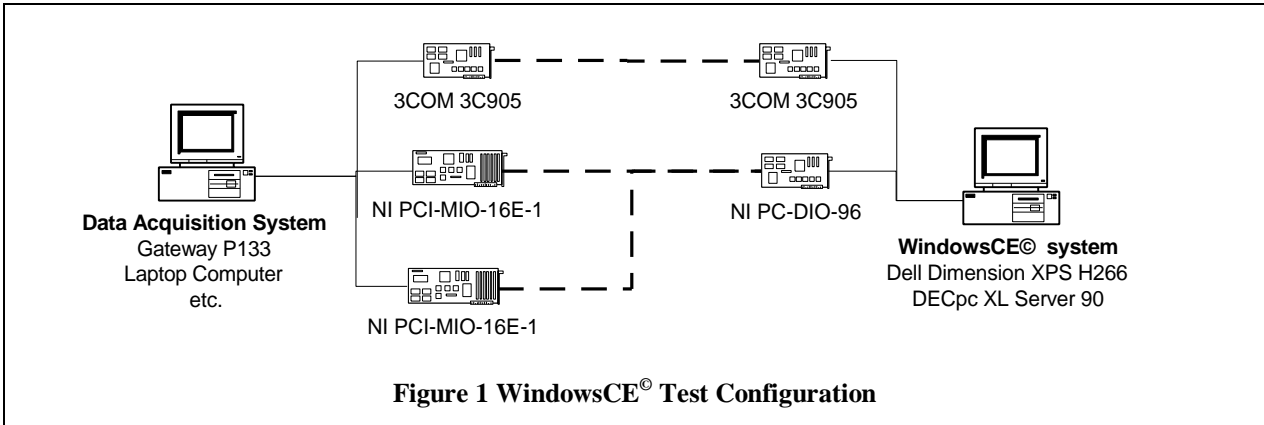 3COM 3C905
3COM 3C905
NI PCI-MIO-16E-1
NI PC-DIO-96
Data Acquisition System
Gateway P133
Laptop Computer
etc.
WindowsCE© system
Dell Dimension XPS H266
DECpc XL Server 90
NI PCI-MIO-16E-1
Figure 1 WindowsCE© Test Configuration